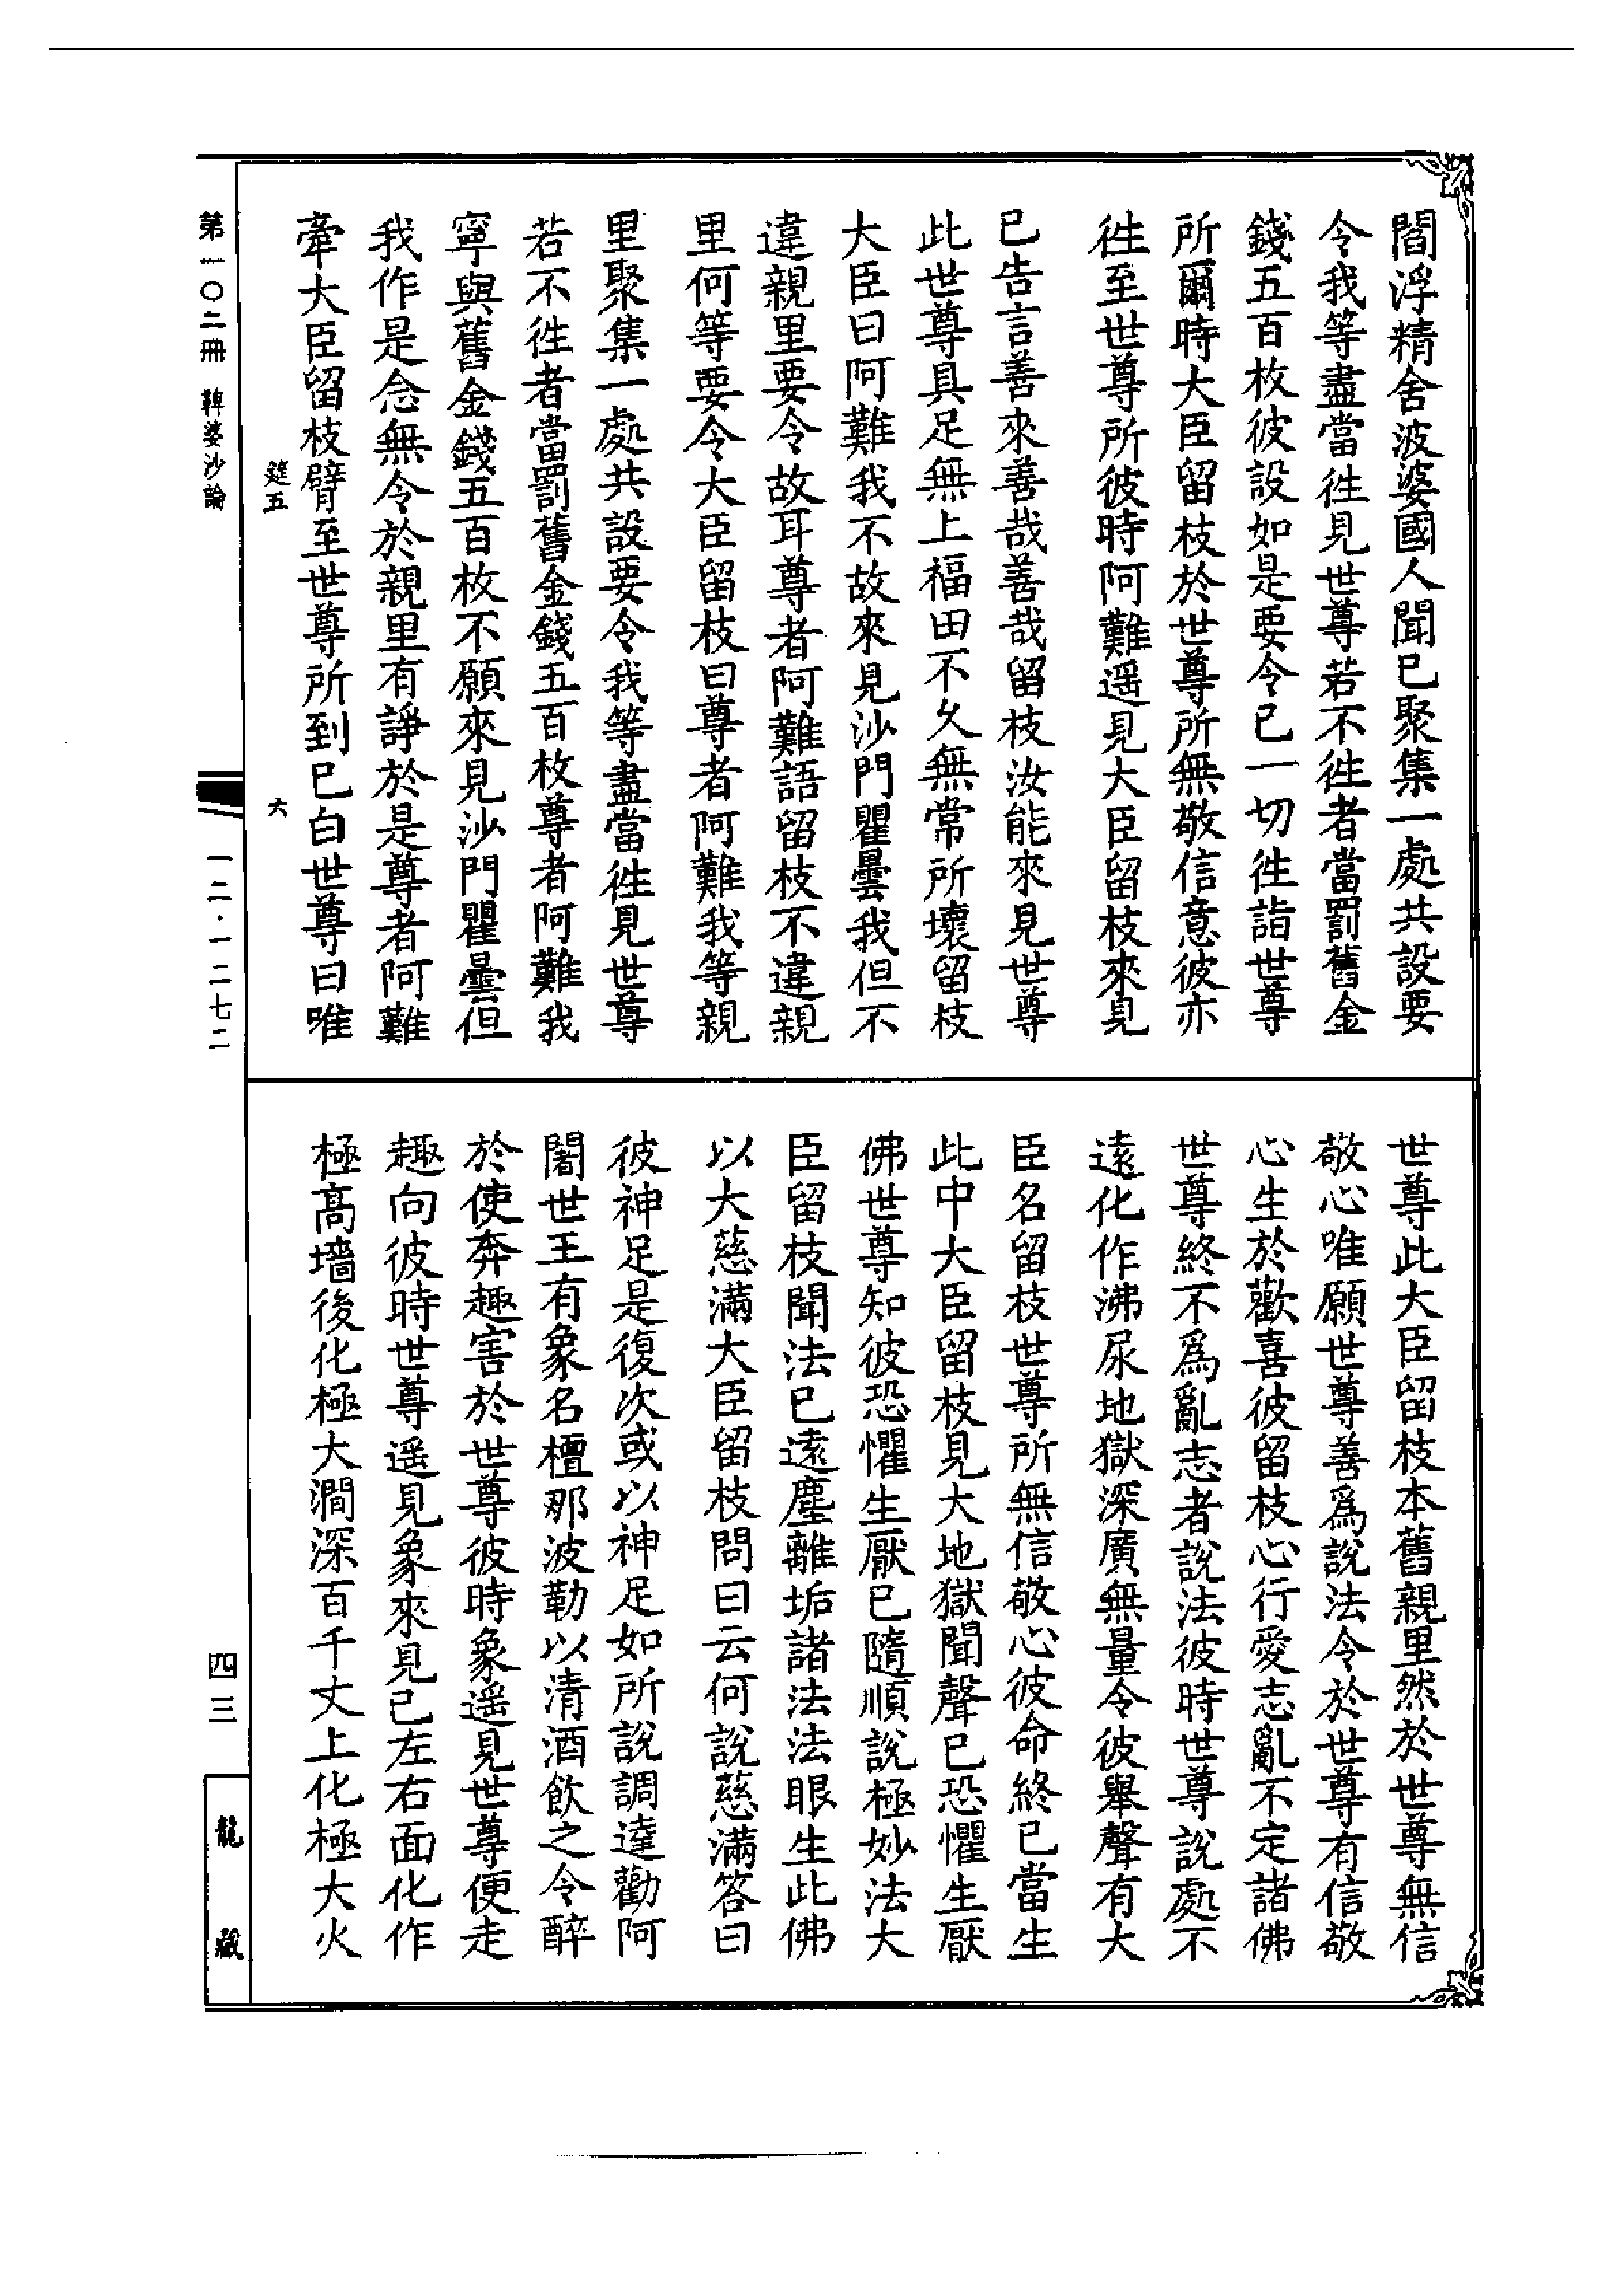 閻浮精舍波婆國人聞已聚集一處共設要
令我等盡當徃見世尊若不徃者當罰舊金
錢五百枚彼設如是要令已一切徃詣世尊
所爾時大臣留枝於世尊所無敬信意彼亦
徃至世尊所彼時阿難遥見大臣留枝來見
已告言善來善哉善哉留枝汝能來見世尊
此世尊具足無上福田不久無常所壞留枝
大臣曰阿難我不故來見沙門瞿曇我但不
違親里要令故耳尊者阿難語留枝不違親
里何等要令大臣留枝曰尊者阿難我等親
里聚集一處共設要令我等盡當徃見世尊
若不徃者當罰舊金錢五百枚尊者阿難我
寧與舊金錢五百枚不願來見沙門瞿曇但
我作是念無令於親里有諍於是尊者阿難
牽大臣留枝臂至世尊所到已白世尊曰唯
世尊此大臣留枝本舊親里然於世尊無信
敬心唯願世尊善爲說法令於世尊有信敬
心生於歡喜彼留枝心行愛志亂不定諸佛
世尊終不爲亂志者說法彼時世尊說處不
遠化作沸尿地獄深廣無量令彼舉聲有大
臣名留枝世尊所無信敬心彼命終已當生
此中大臣留枝見大地獄聞聲已恐懼生厭
佛世尊知彼恐懼生厭已隨順說極妙法大
臣留枝聞法已遠塵離垢諸法法眼生此佛
以大慈滿大臣留枝問曰云何說慈滿答曰
彼神足是復次或以神足如所說調達勸阿
闍世王有象名檀那波勒以清酒飲之令醉
於使奔趣害於世尊彼時象遥見世尊便走
趣向彼時世尊遥見象來見已左右面化作
極髙墻後化極大澗深百千丈上化極大火
筵五
六
第一〇二冊 鞞婆沙論
一二·一二七二
四三
龍藏